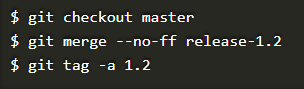 $ git checkout master
$ git merge --no-ff release-1.2
$ git tag -a 1.2